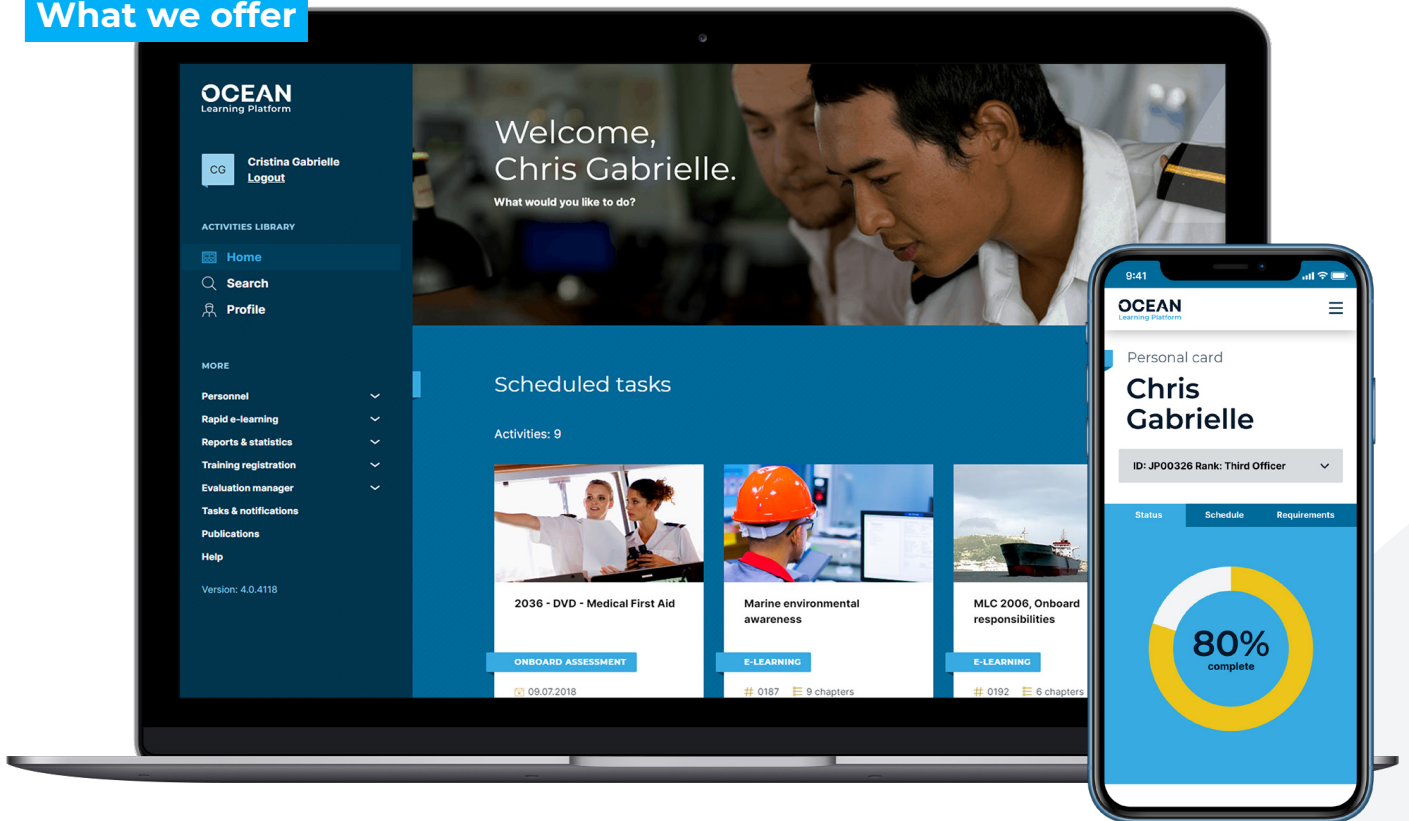 What we offer
OCEAN
Learning Platform
CG
Cristina Gabrielle
Logout
ACTIVITIES LIBRARY
Home
Search
Profile
MORE
Personnel
Rapid e-learning
Reports & statistics
Training registration
Evaluation manager
Tasks & notifications
Publications
Help
Version: 4.0.4118
Welcome,
Chris Gabrielle.
What would you like to do?
Scheduled tasks
Activities: 9
2036 - DVD - Medical First Aid
ONBOARD ASSESSMENT
09.07.2018
Marine environmental
awareness
E-LEARNING
# 0187 9 chapters
MLC 2006, Onboard
responsibilities
E-LEARNING
# 0192 6 chapters
9:41
OCEAN
Learning Platform
Personal card
Chris
Gabrielle
ID: JP00326 Rank: Third Officer
Status Schedule Requirements
80%
complete